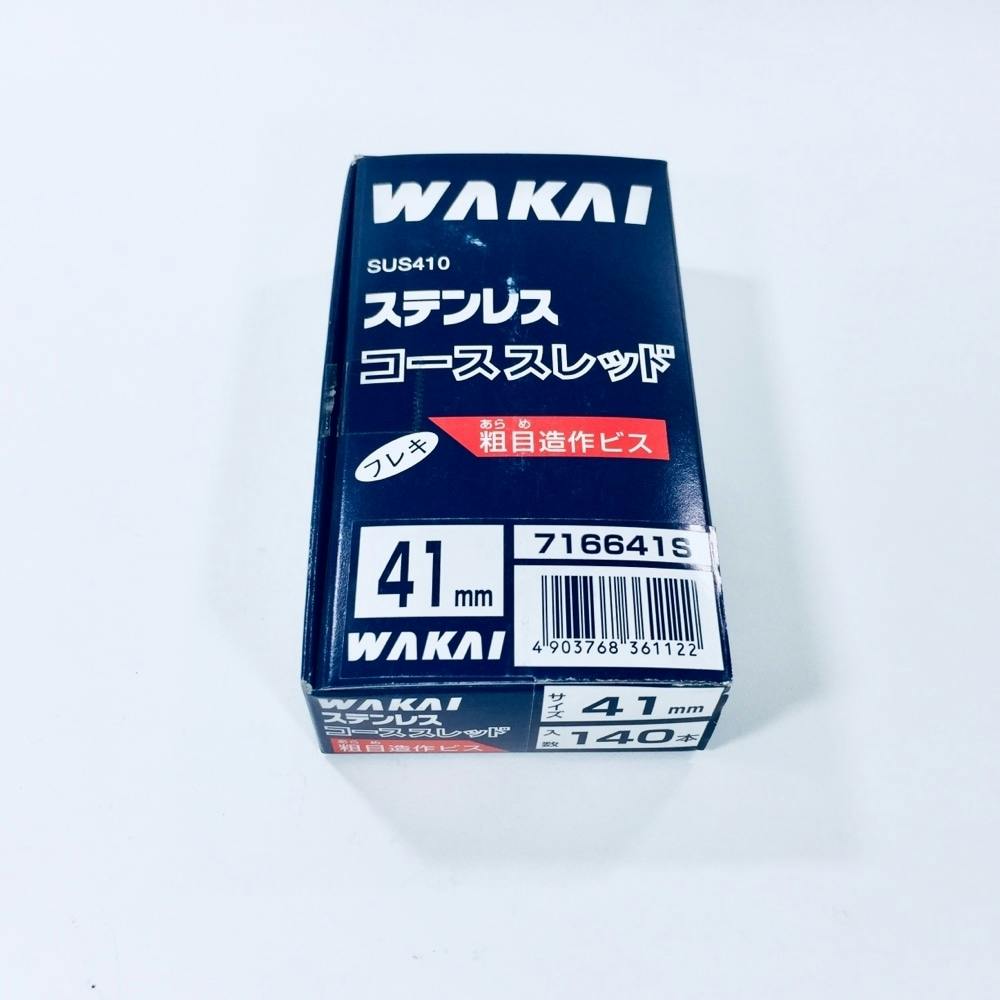 WAKAI
SUS410
ステンレス
コーススレッド
あらめ
粗目造作ビス
フレキ
41mm
WAKAI
716641S
4 903768 361122
WAKAI
ステンレス
コーススレッド
あらめ
粗目造作ビス
サイズ 41mm
入数 140本